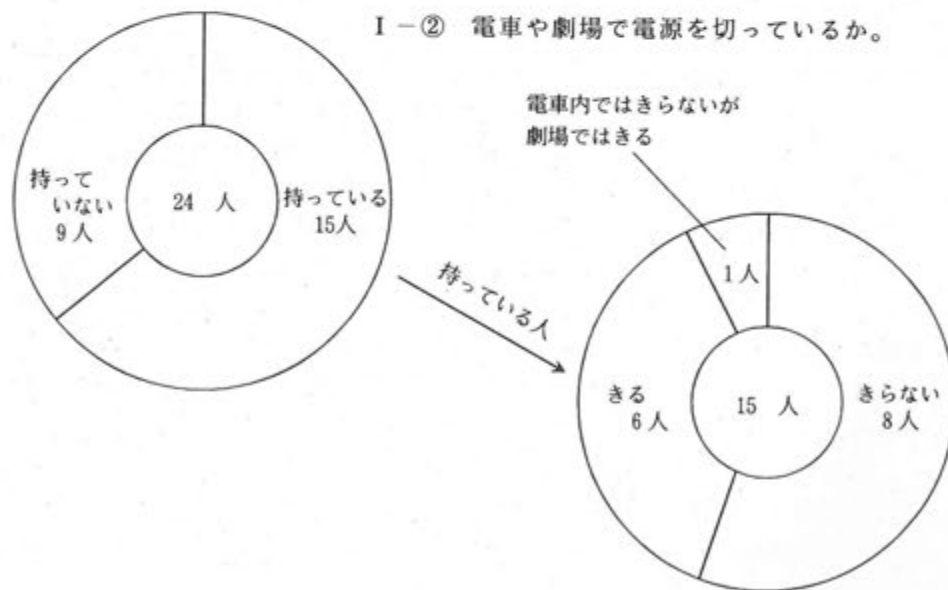 I－② 電車や劇場で電源を切っているか。
持って
いない
9人
24 人
持っている
15人
持っている人
電車内ではきらないが
劇場ではきる
1人
きる
6人
15 人
きらない
8人